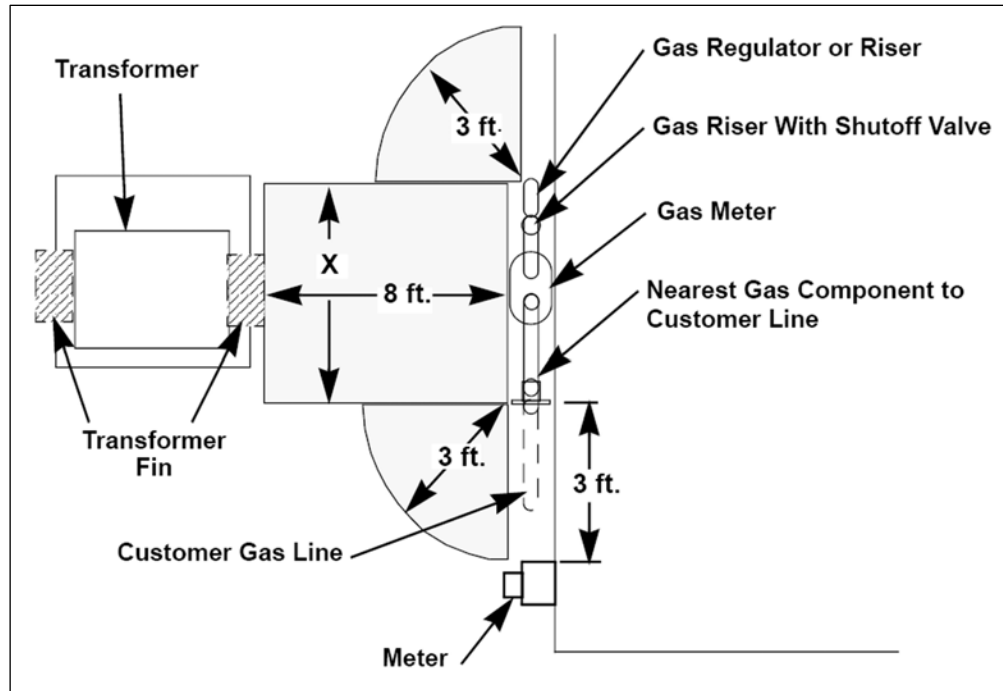 Transformer
Gas Regulator or Riser
3 ft.
Gas Riser With Shutoff Valve
Gas Meter
X
8 ft.
Nearest Gas Component to
Customer Line
Transformer
Fin
3 ft.
3 ft.
Customer Gas Line
Meter